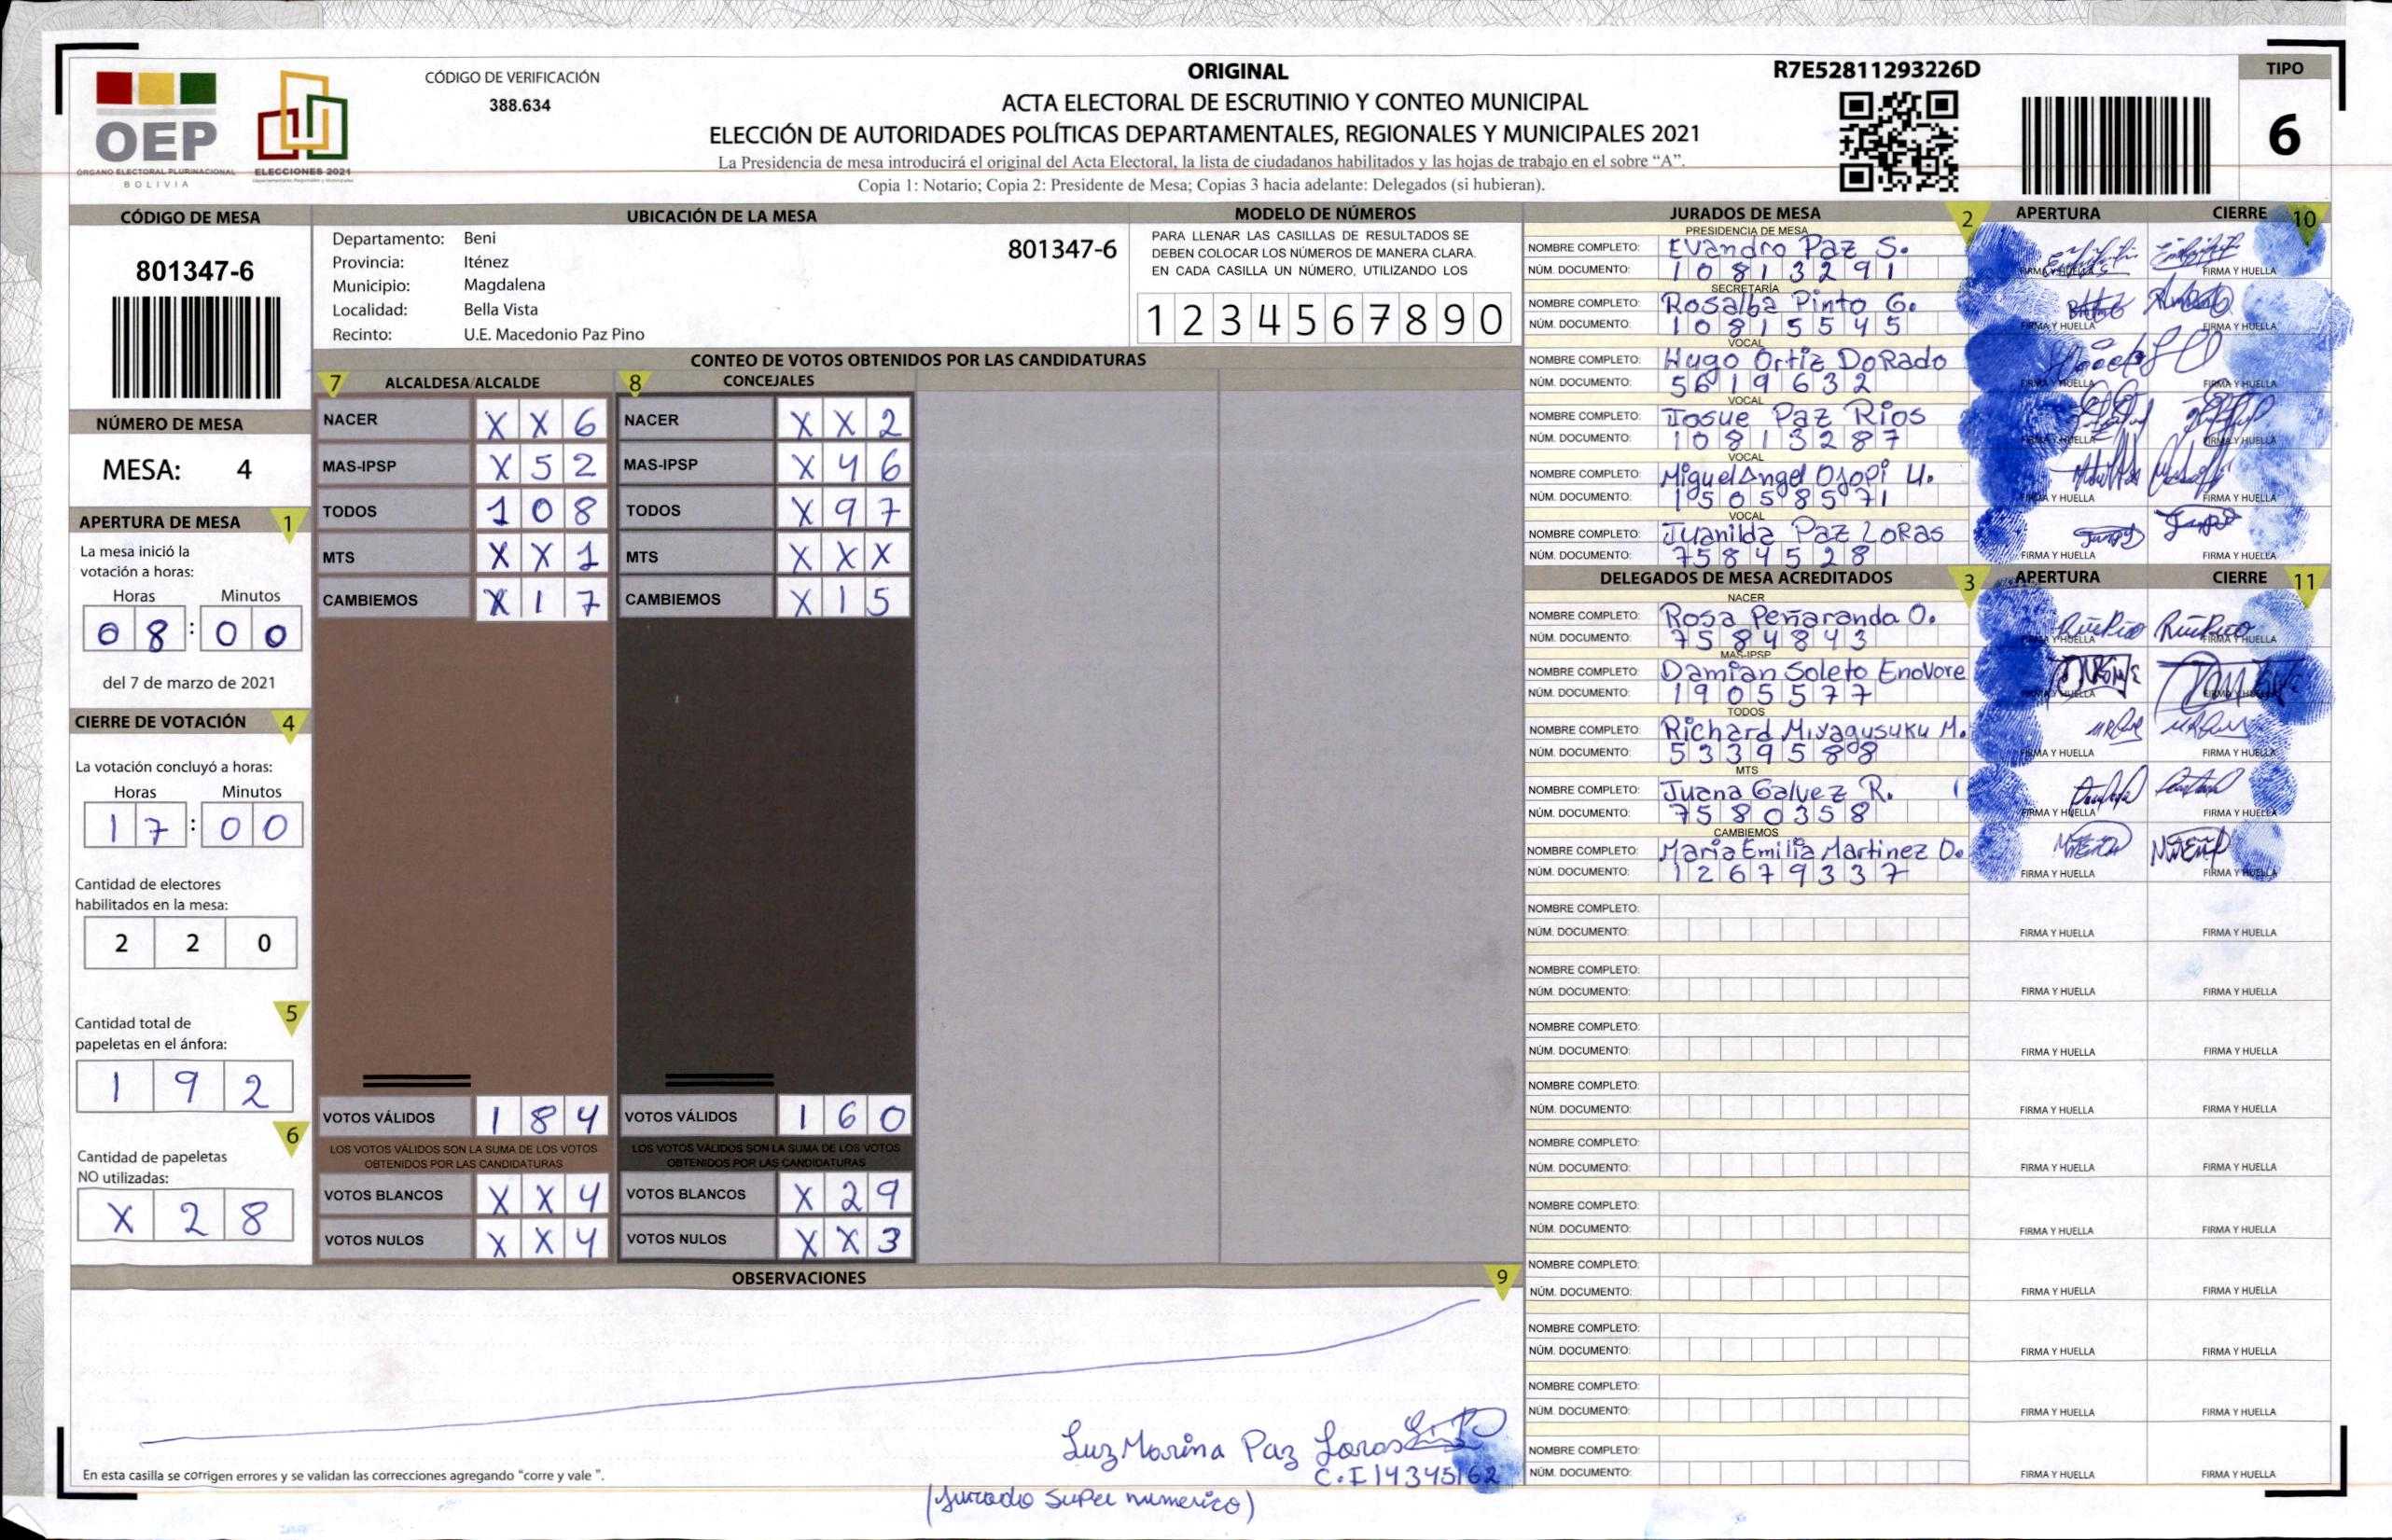 ORIGINAL
ACTA ELECTORAL DE ESCRUTINIO Y CONTEO MUNICIPAL
ELECCIÓN DE AUTORIDADES POLÍTICAS DEPARTAMENTALES, REGIONALES Y MUNICIPALES 2021
La Presidencia de mesa introducirá el original del Acta Electoral, la lista de ciudadanos habilitados y las hojas de trabajo en el sobre “A”.
Copia 1: Notario; Copia 2: Presidente de Mesa; Copias 3 hacia adelante: Delegados (si hubieran).
OEP
ÓRGANO ELECTORAL PLURINACIONAL
BOLIVIA
ELECCIONES 2021
CÓDIGO DE VERIFICACIÓN
388.634
R7E52811293226D
TIPO
6
CÓDIGO DE MESA
801347-6
NÚMERO DE MESA
MESA: 4
APERTURA DE MESA 1
La mesa inició la
votación a horas:
Horas Minutos
08:00
del 7 de marzo de 2021
CIERRE DE VOTACIÓN 4
La votación concluyó a horas:
Horas Minutos
17:00
Cantidad de electores
habilitados en la mesa:
2 2 0
5
Cantidad total de
papeletas en el ánfora:
1 9 2
6
Cantidad de papeletas
NO utilizadas:
X 2 8
UBICACIÓN DE LA MESA
Departamento: Beni
Provincia: Iténez
Municipio: Magdalena
Localidad: Bella Vista
Recinto: U.E. Macedonio Paz Pino
801347-6
MODELO DE NÚMEROS
PARA LLENAR LAS CASILLAS DE RESULTADOS SE
DEBEN COLOCAR LOS NÚMEROS DE MANERA CLARA.
EN CADA CASILLA UN NÚMERO, UTILIZANDO LOS
1 2 3 4 5 6 7 8 9 0
CONTEO DE VOTOS OBTENIDOS POR LAS CANDIDATURAS
7 ALCALDESA/ALCALDE
NACER X X 6
MAS-IPSP X 5 2
TODOS 1 0 8
MTS X X 1
CAMBIEMOS X 1 7
VOTOS VÁLIDOS 1 8 4
LOS VOTOS VÁLIDOS SON LA SUMA DE LOS VOTOS
OBTENIDOS POR LAS CANDIDATURAS
VOTOS BLANCOS X X 4
VOTOS NULOS X X 4
8 CONCEJALES
NACER X X 2
MAS-IPSP X 4 6
TODOS X 9 7
MTS X X X
CAMBIEMOS X 1 5
VOTOS VÁLIDOS 1 6 0
LOS VOTOS VÁLIDOS SON LA SUMA DE LOS VOTOS
OBTENIDOS POR LAS CANDIDATURAS
VOTOS BLANCOS X 2 9
VOTOS NULOS X X 3
OBSERVACIONES 9
Luz Marina Paz Loras
C.I 14345162
(Jurado super numerico)
En esta casilla se corrigen errores y se validan las correcciones agregando “corre y vale ”.
JURADOS DE MESA 2 APERTURA CIERRE 10
PRESIDENCIA DE MESA
NOMBRE COMPLETO: Evandro Paz S.
NÚM. DOCUMENTO: 10813291 FIRMA Y HUELLA FIRMA Y HUELLA
SECRETARÍA
NOMBRE COMPLETO: Rosalba Pinto G.
NÚM. DOCUMENTO: 10815545 FIRMA Y HUELLA FIRMA Y HUELLA
VOCAL
NOMBRE COMPLETO: Hugo Ortiz DoRado
NÚM. DOCUMENTO: 5619632 FIRMA Y HUELLA FIRMA Y HUELLA
VOCAL
NOMBRE COMPLETO: Josue Paz Rios
NÚM. DOCUMENTO: 10813287 FIRMA Y HUELLA FIRMA Y HUELLA
VOCAL
NOMBRE COMPLETO: Miguel Angel Ojopi U.
NÚM. DOCUMENTO: 15058571 FIRMA Y HUELLA FIRMA Y HUELLA
VOCAL
NOMBRE COMPLETO: Juanilda Paz LoRas
NÚM. DOCUMENTO: 7584528 FIRMA Y HUELLA FIRMA Y HUELLA
DELEGADOS DE MESA ACREDITADOS 3 APERTURA CIERRE 11
NACER
NOMBRE COMPLETO: Rosa Peñaranda O.
NÚM. DOCUMENTO: 7584843 FIRMA Y HUELLA FIRMA Y HUELLA
MAS-IPSP
NOMBRE COMPLETO: Damian Soleto Enovore
NÚM. DOCUMENTO: 1905577 FIRMA Y HUELLA FIRMA Y HUELLA
TODOS
NOMBRE COMPLETO: Richard Miyagusuku M.
NÚM. DOCUMENTO: 5339588 FIRMA Y HUELLA FIRMA Y HUELLA
MTS
NOMBRE COMPLETO: Juana Galvez R.
NÚM. DOCUMENTO: 7580358 FIRMA Y HUELLA FIRMA Y HUELLA
CAMBIEMOS
NOMBRE COMPLETO: Maria Emilia Martinez D.
NÚM. DOCUMENTO: 12679337 FIRMA Y HUELLA FIRMA Y HUELLA
NOMBRE COMPLETO:
NÚM. DOCUMENTO: FIRMA Y HUELLA FIRMA Y HUELLA
NOMBRE COMPLETO:
NÚM. DOCUMENTO: FIRMA Y HUELLA FIRMA Y HUELLA
NOMBRE COMPLETO:
NÚM. DOCUMENTO: FIRMA Y HUELLA FIRMA Y HUELLA
NOMBRE COMPLETO:
NÚM. DOCUMENTO: FIRMA Y HUELLA FIRMA Y HUELLA
NOMBRE COMPLETO:
NÚM. DOCUMENTO: FIRMA Y HUELLA FIRMA Y HUELLA
NOMBRE COMPLETO:
NÚM. DOCUMENTO: FIRMA Y HUELLA FIRMA Y HUELLA
NOMBRE COMPLETO:
NÚM. DOCUMENTO: FIRMA Y HUELLA FIRMA Y HUELLA
NOMBRE COMPLETO:
NÚM. DOCUMENTO: FIRMA Y HUELLA FIRMA Y HUELLA
NOMBRE COMPLETO:
NÚM. DOCUMENTO: FIRMA Y HUELLA FIRMA Y HUELLA
NOMBRE COMPLETO:
NÚM. DOCUMENTO: FIRMA Y HUELLA FIRMA Y HUELLA